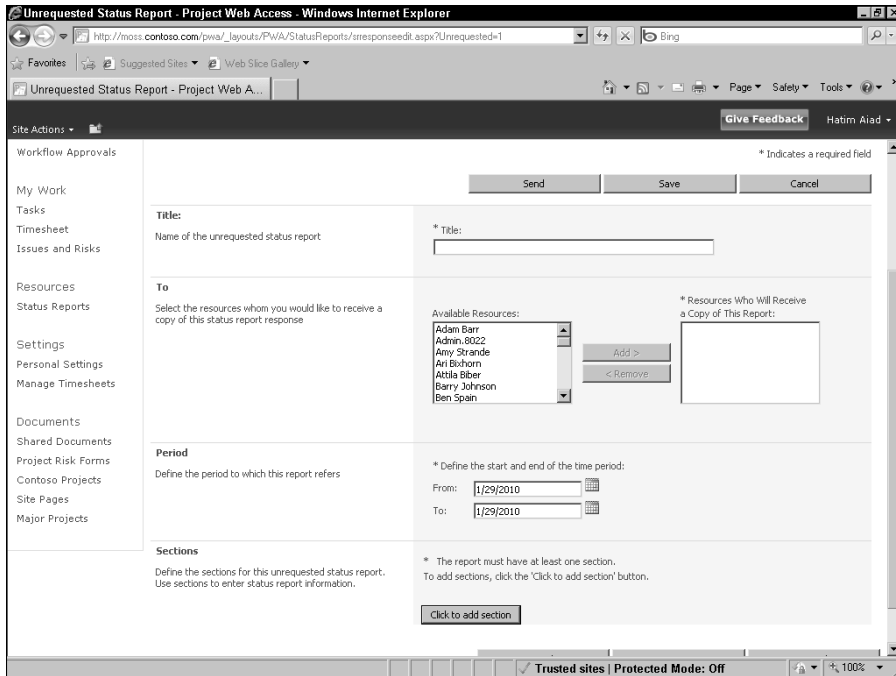 Unrequested Status Report - Project Web Access - Windows Internet Explorer
http://moss.contoso.com/pwa/_layouts/PWA/StatusReports/srresponseedit.aspx?Unrequested=1
Bing
Favorites
Suggested Sites
Web Slice Gallery
Unrequested Status Report - Project Web A...
Page
Safety
Tools
Site Actions
Give Feedback
Hatim Aiad
Workflow Approvals
* Indicates a required field
Send
Save
Cancel
My Work
Tasks
Timesheet
Issues and Risks
Title:
Name of the unrequested status report
* Title:
Resources
Status Reports
To
Select the resources whom you would like to receive a
copy of this status report response
Available Resources:
Adam Barr
Admin.8022
Amy Strande
Ari Bixhorn
Attila Biber
Barry Johnson
Ben Spain
Add >
< Remove
* Resources Who Will Receive
a Copy of This Report:
Settings
Personal Settings
Manage Timesheets
Documents
Shared Documents
Project Risk Forms
Contoso Projects
Site Pages
Major Projects
Period
Define the period to which this report refers
* Define the start and end of the time period:
From:
1/29/2010
To:
1/29/2010
Sections
Define the sections for this unrequested status report.
Use sections to enter status report information.
* The report must have at least one section.
To add sections, click the 'Click to add section' button.
Click to add section
Trusted sites | Protected Mode: Off
100%